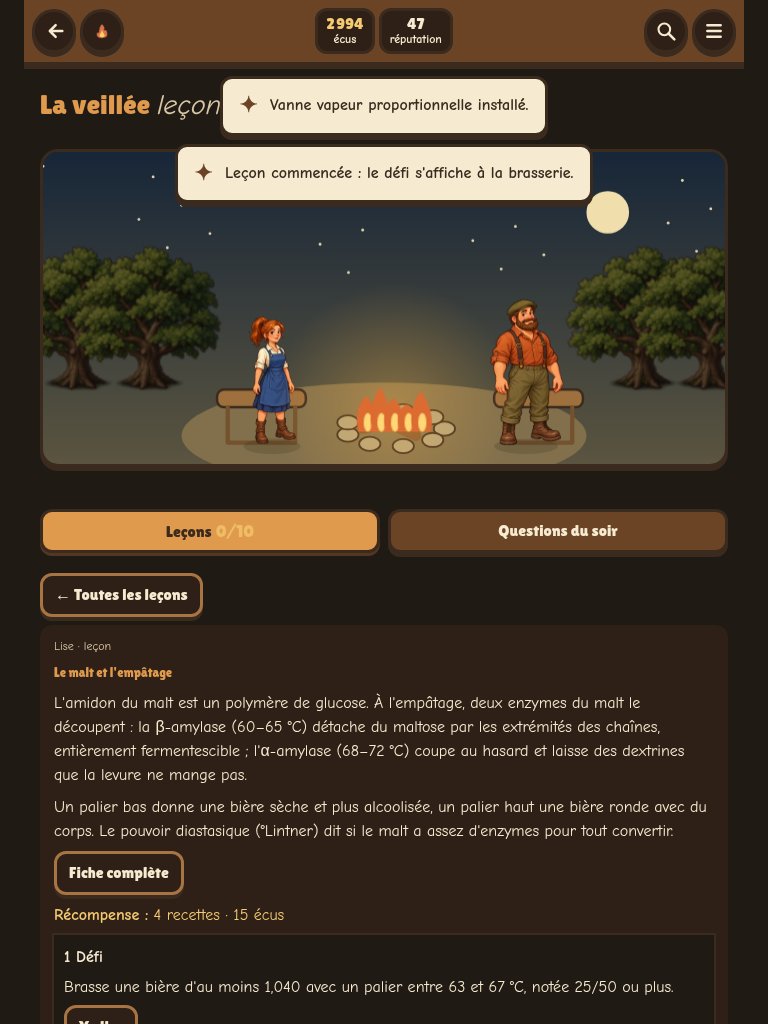 2 994
écus
47
réputation
La veillée leçon
Vanne vapeur proportionnelle installé.
Leçon commencée : le défi s'affiche à la brasserie.
Leçons 0/10
Questions du soir
← Toutes les leçons
Lise · leçon
Le malt et l'empâtage
L'amidon du malt est un polymère de glucose. À l'empâtage, deux enzymes du malt le
découpent : la β-amylase (60–65 °C) détache du maltose par les extrémités des chaînes,
entièrement fermentescible ; l'α-amylase (68–72 °C) coupe au hasard et laisse des dextrines
que la levure ne mange pas.
Un palier bas donne une bière sèche et plus alcoolisée, un palier haut une bière ronde avec du
corps. Le pouvoir diastasique (°Lintner) dit si le malt a assez d'enzymes pour tout convertir.
Fiche complète
Récompense : 4 recettes · 15 écus
1 Défi
Brasse une bière d'au moins 1,040 avec un palier entre 63 et 67 °C, notée 25/50 ou plus.